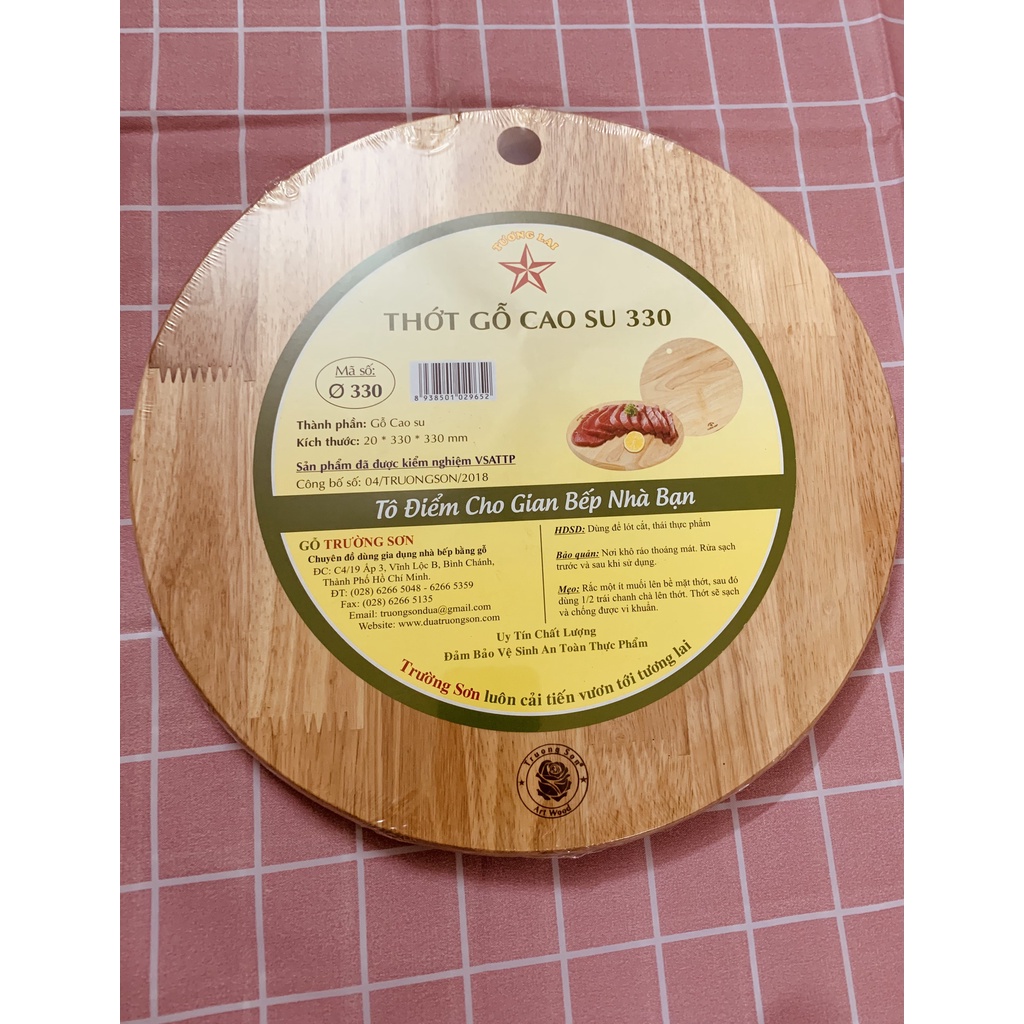 TƯƠNG LAI
THỚT GỖ CAO SU 330
Mã số:
Ø 330
8 938501 029652
Thành phần: Gỗ Cao su
Kích thước: 20 * 330 * 330 mm
Sản phẩm đã được kiểm nghiệm VSATTP
Công bố số: 04/TRUONGSON/2018
Tô Điểm Cho Gian Bếp Nhà Bạn
GỖ TRƯỜNG SƠN
Chuyên đồ dùng gia dụng nhà bếp bằng gỗ
ĐC: C4/19 Ấp 3, Vĩnh Lộc B, Bình Chánh,
Thành Phố Hồ Chí Minh.
ĐT: (028) 6266 5048 - 6266 5359
Fax: (028) 6266 5135
Email: truongsondua@gmail.com
Website: www.duatruongson.com
HDSD: Dùng để lót cắt, thái thực phẩm
Bảo quản: Nơi khô ráo thoáng mát. Rửa sạch
trước và sau khi sử dụng.
Mẹo: Rắc một ít muối lên bề mặt thớt, sau đó
dùng 1/2 trái chanh chà lên thớt. Thớt sẽ sạch
và chống được vi khuẩn.
Uy Tín Chất Lượng
Đảm Bảo Vệ Sinh An Toàn Thực Phẩm
Trường Sơn luôn cải tiến vươn tới tương lai
Truong Son®
Art Wood